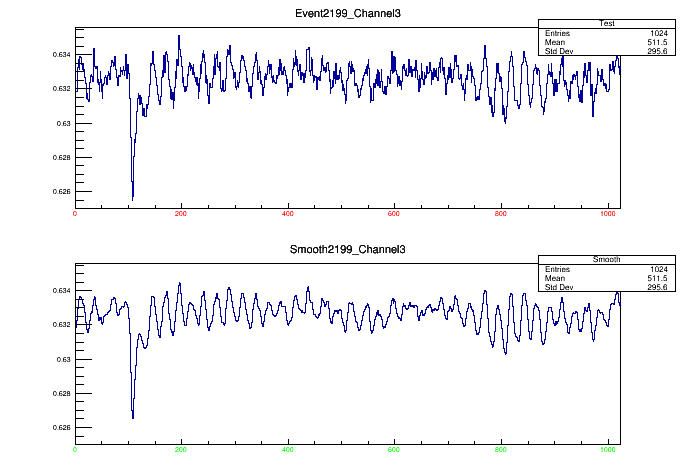 Event2199_Channel3
Test
Entries 1024
Mean 511.5
Std Dev 295.6
0.634
0.632
0.63
0.628
0.626
0 200 400 600 800 1000
Smooth2199_Channel3
Smooth
Entries 1024
Mean 511.5
Std Dev 295.6
0.634
0.632
0.63
0.628
0.626
0 200 400 600 800 1000